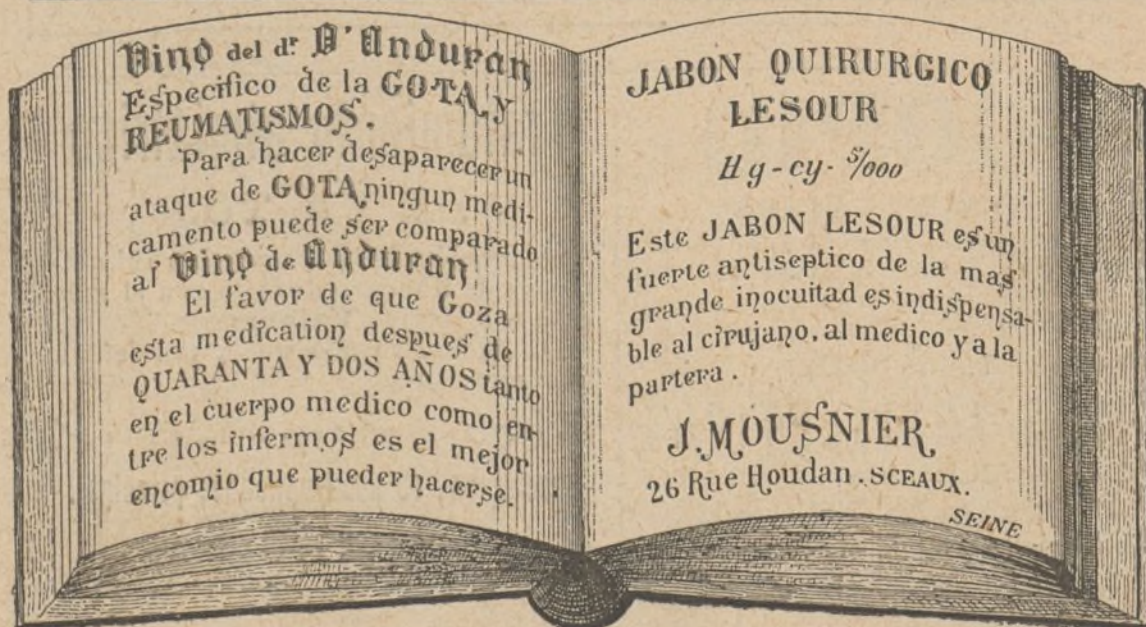 Vino del dr D'Anduran
Especifico de la GOTA y
REUMATISMOS.
Para hacer desaparecer un
ataque de GOTA ningun medi-
camento puede ser comparado
al Vino de Anduran
El favor de que Goza
esta medication despues de
QUARANTA Y DOS AÑOS tanto
en el cuerpo medico como en-
tre los infermos es el mejor
encomio que pueder hacerse.
JABON QUIRURGICO
LESOUR
Hg-cy- 5/000
Este JABON LESOUR es un
fuerte antiseptico de la mas
grande inocuitad es indispensa-
ble al cirujano, al medico y a la
partera.
J. MOUSNIER
26 Rue Houdan. SCEAUX.
SEINE